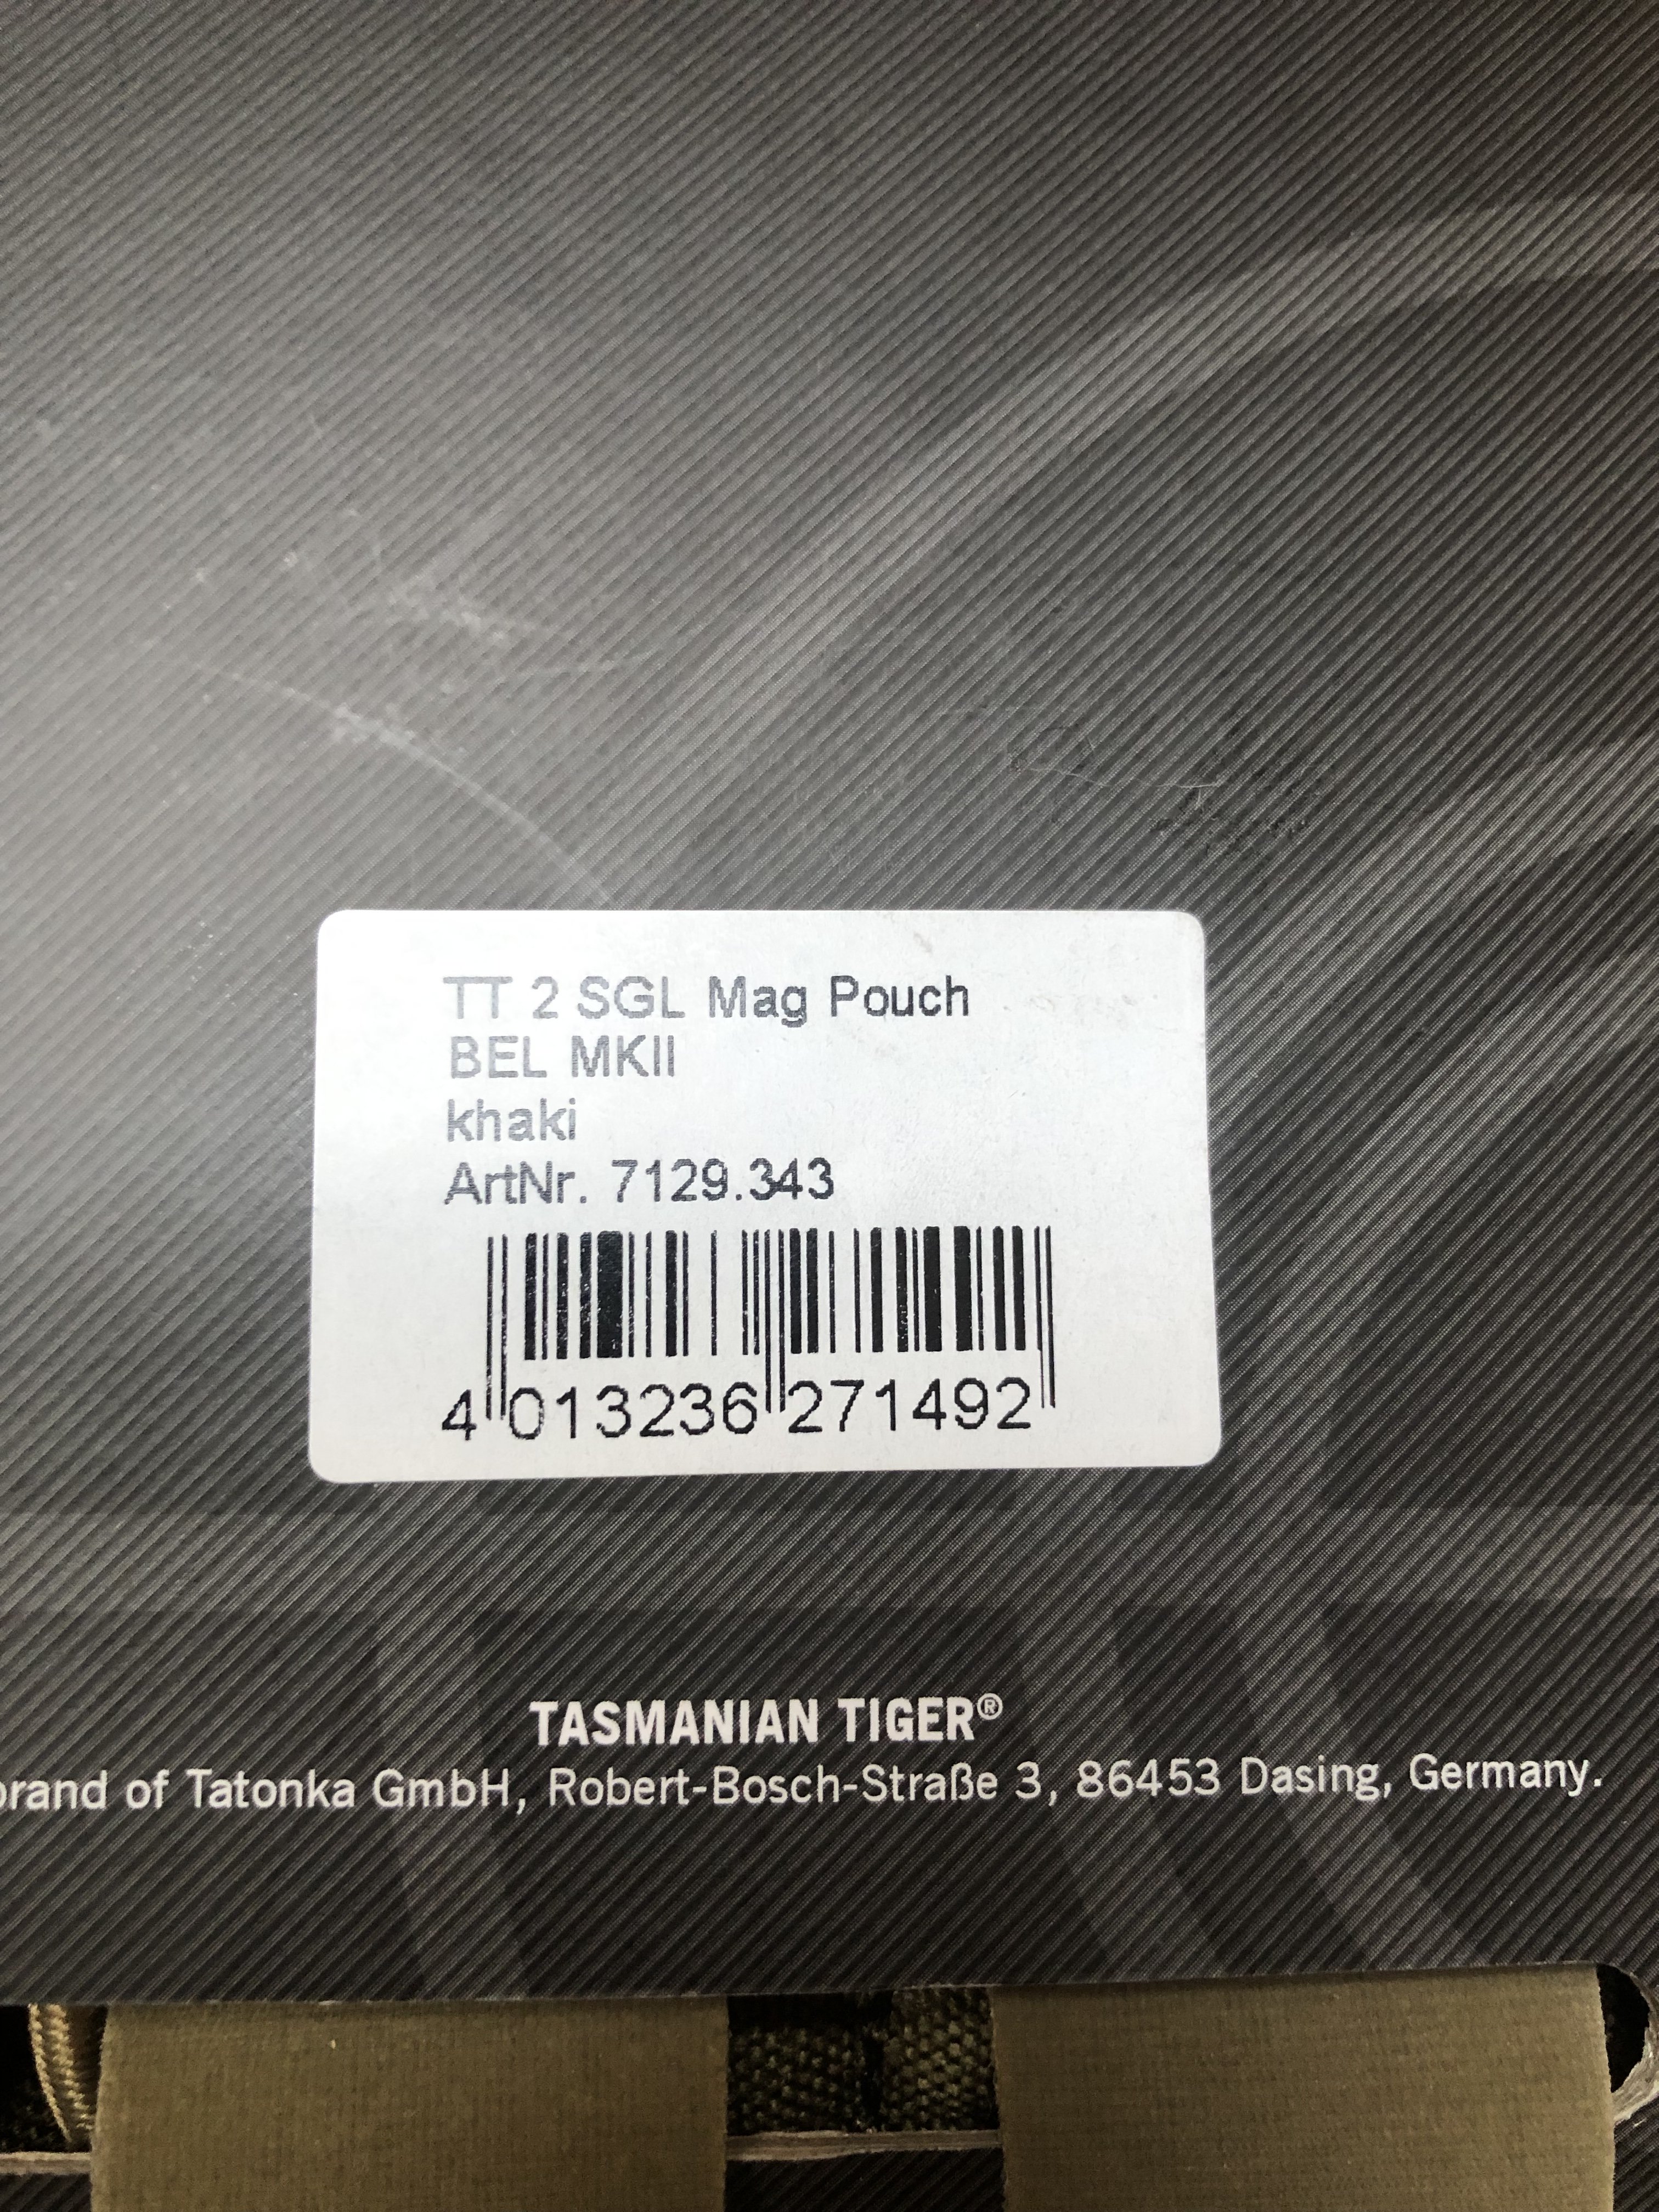 TT 2 SGL Mag Pouch
BEL MKII
khaki
ArtNr. 7129.343
4 013236 271492
TASMANIAN TIGER®
brand of Tatonka GmbH, Robert-Bosch-Straße 3, 86453 Dasing, Germany.